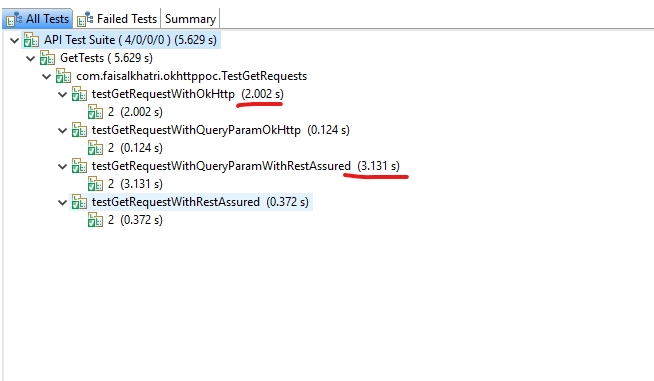 All Tests Failed Tests Summary
API Test Suite ( 4/0/0/0 ) (5.629 s)
GetTests ( 5.629 s)
com.faisalkhatri.okhttppoc.TestGetRequests
testGetRequestWithOkHttp (2.002 s)
2 (2.002 s)
testGetRequestWithQueryParamOkHttp (0.124 s)
2 (0.124 s)
testGetRequestWithQueryParamWithRestAssured (3.131 s)
2 (3.131 s)
testGetRequestWithRestAssured (0.372 s)
2 (0.372 s)